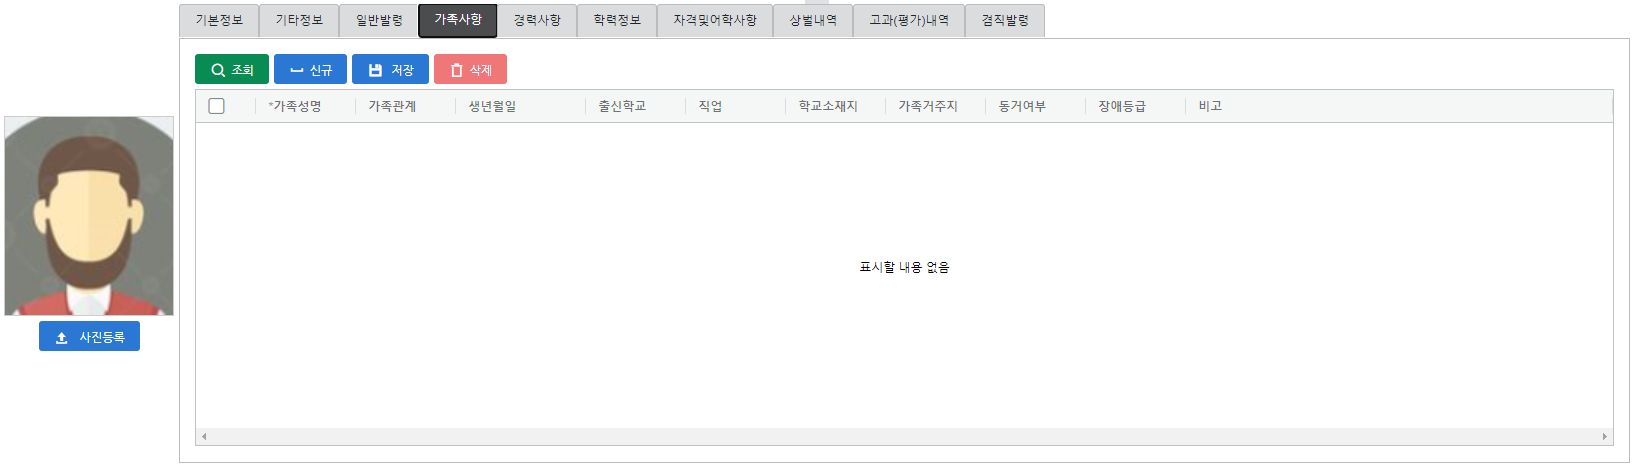 기본정보 기타정보 일반발령 가족사항 경력사항 학력정보 자격및어학사항 상벌내역 고과(평가)내역 겸직발령
조회 신규 저장 삭제
*가족성명 가족관계 생년월일 출신학교 직업 학교소재지 가족거주지 동거여부 장애등급 비고
표시할 내용 없음
사진등록